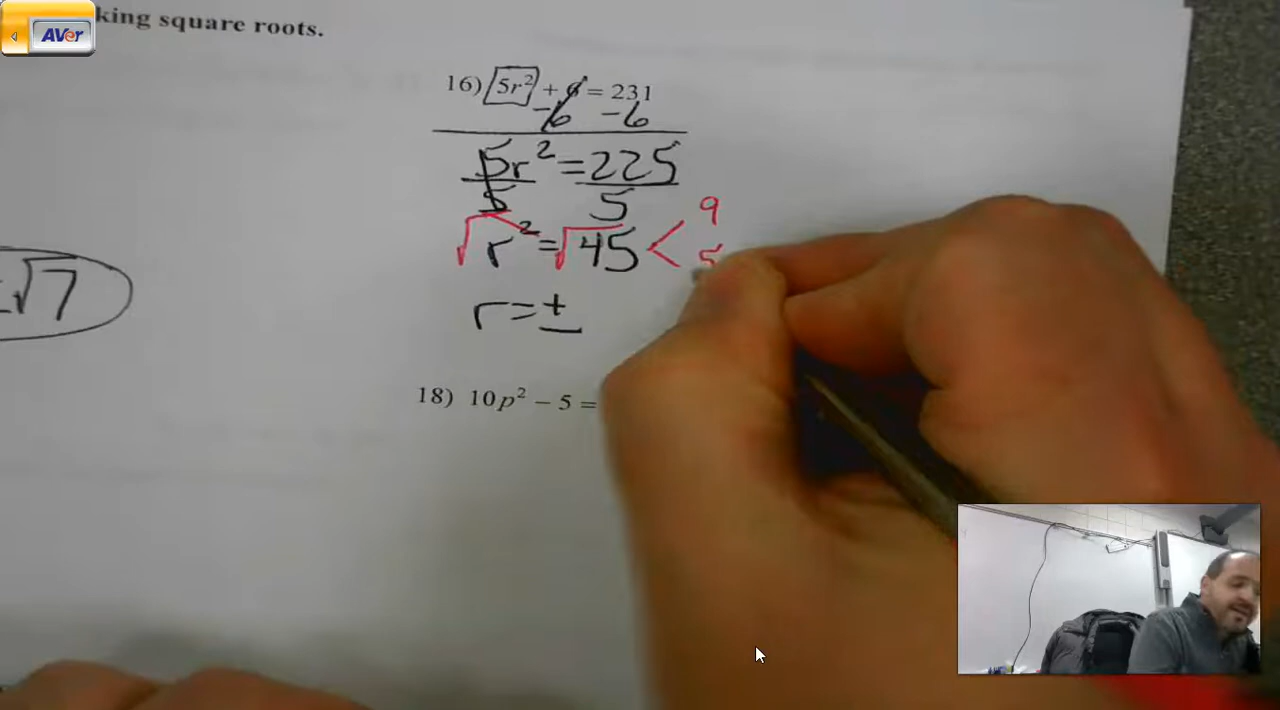 AVer
king square roots.
16) 5r² + 6 = 231
-6 -6
5r² = 225
5 5
√r² = √45 < 9
5
√7
r = ±
18) 10p² − 5 =